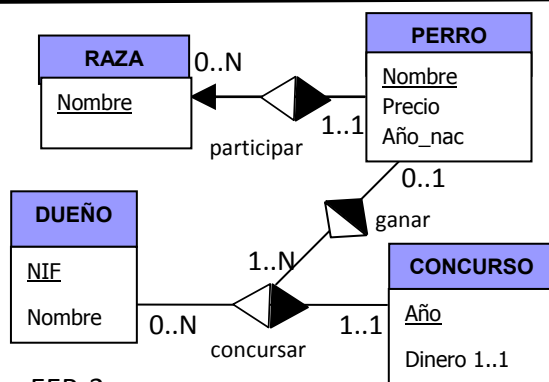 RAZA
Nombre
0..N
participar
1..1
PERRO
Nombre
Precio
Año_nac
0..1
ganar
DUEÑO
NIF
Nombre
0..N
1..N
concursar
1..1
CONCURSO
Año
Dinero 1..1